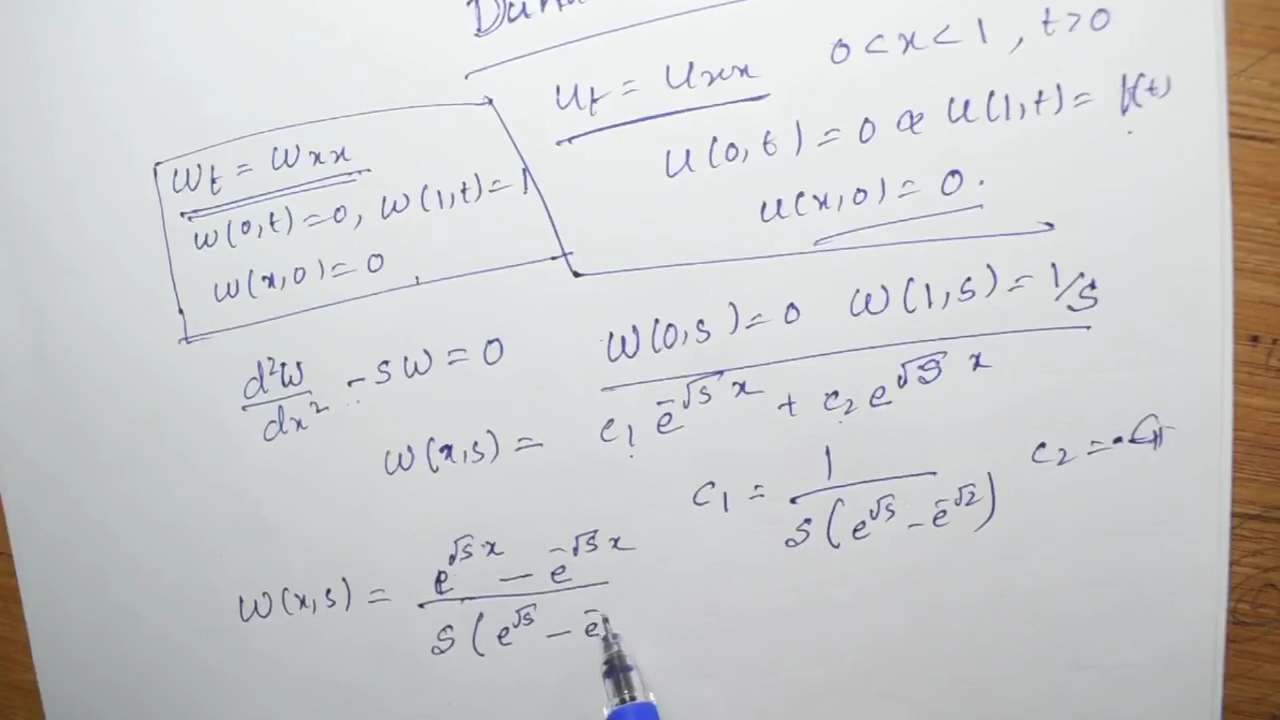 u_t = u_xx 0 < x < 1, t > 0
u(0,t) = 0 & u(1,t) = f(t)
u(x,0) = 0.
w_t = w_xx
w(0,t) = 0, w(1,t) = 1
w(x,0) = 0
d²w/dx² - sw = 0 w(0,s) = 0 w(1,s) = 1/s
w(x,s) = c₁ e^{-√s x} + c₂ e^{√s x}
c₁ = 1/(s(e^{√s} - e^{-√2})) c₂ = -c₁
w(x,s) = (e^{√s x} - e^{-√s x})/(s(e^{√s} - e^-